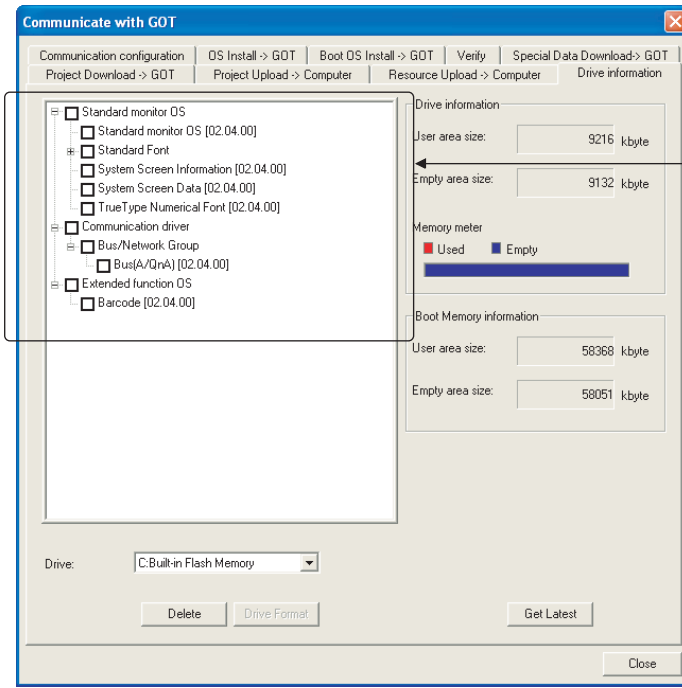 Communicate with GOT
Communication configuration OS Install -> GOT Boot OS Install -> GOT Verify Special Data Download-> GOT
Project Download -> GOT Project Upload -> Computer Resource Upload -> Computer Drive information
Standard monitor OS
Standard monitor OS [02.04.00]
Standard Font
System Screen Information [02.04.00]
System Screen Data [02.04.00]
TrueType Numerical Font [02.04.00]
Communication driver
Bus/Network Group
Bus(A/QnA) [02.04.00]
Extended function OS
Barcode [02.04.00]
Drive information
User area size: 9216 kbyte
Empty area size: 9132 kbyte
Memory meter
Used Empty
Boot Memory information
User area size: 58368 kbyte
Empty area size: 58051 kbyte
Drive: C:Built-in Flash Memory
Delete Drive Format Get Latest
Close